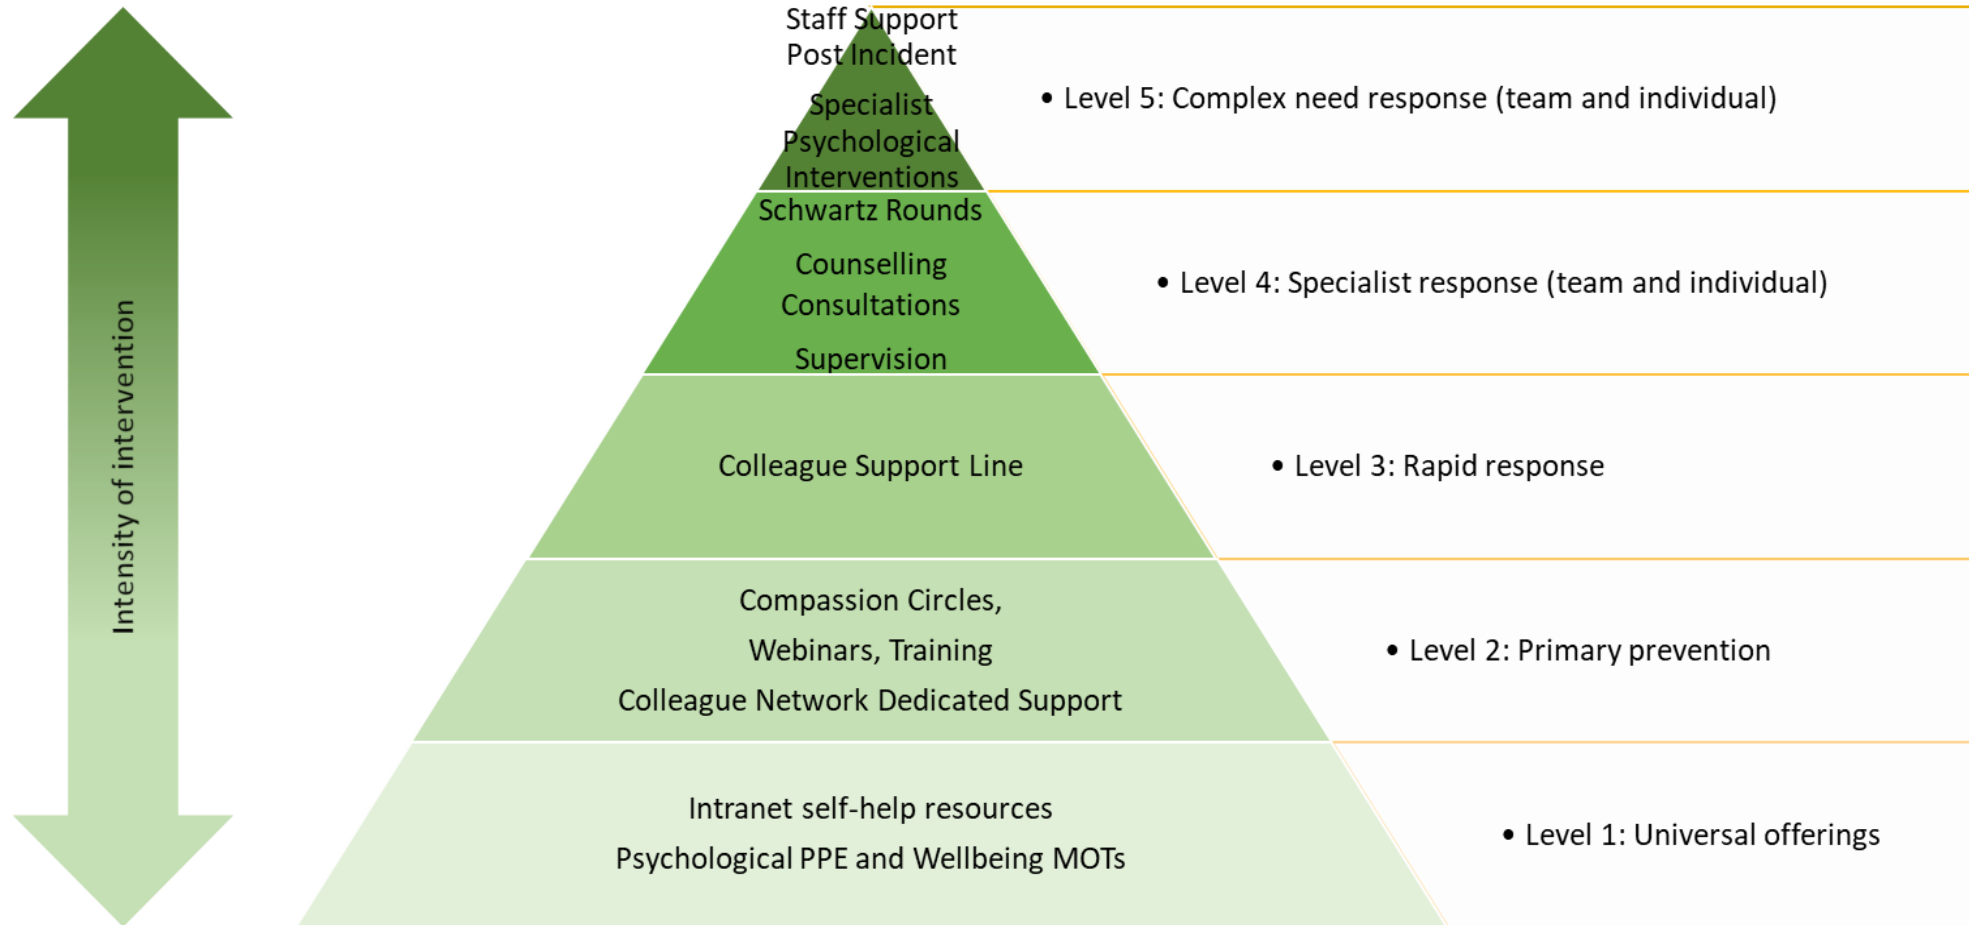 Intensity of intervention
Staff Support
Post Incident
Specialist
Psychological
Interventions
• Level 5: Complex need response (team and individual)
Schwartz Rounds
Counselling
Consultations
Supervision
• Level 4: Specialist response (team and individual)
Colleague Support Line
• Level 3: Rapid response
Compassion Circles,
Webinars, Training
Colleague Network Dedicated Support
• Level 2: Primary prevention
Intranet self-help resources
Psychological PPE and Wellbeing MOTs
• Level 1: Universal offerings